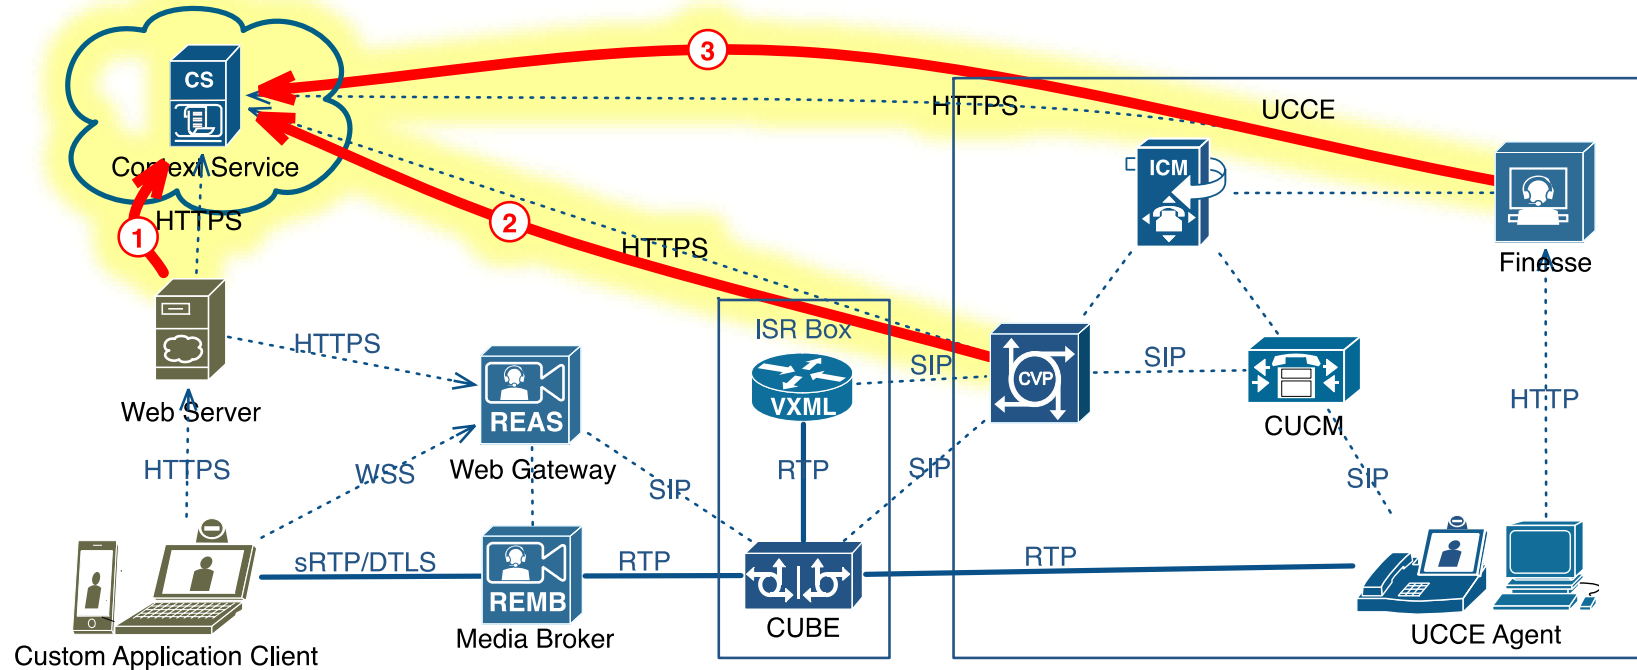 3
CS
HTTPS
UCCE
Context Service
ICM
1
HTTPS
2
HTTPS
Finesse
ISR Box
HTTPS
SIP
SIP
CVP
VXML
HTTP
Web Server
REAS
CUCM
HTTPS
WSS
Web Gateway
SIP
RTP
SIP
SIP
sRTP/DTLS
RTP
RTP
REMB
CUBE
Media Broker
UCCE Agent
Custom Application Client